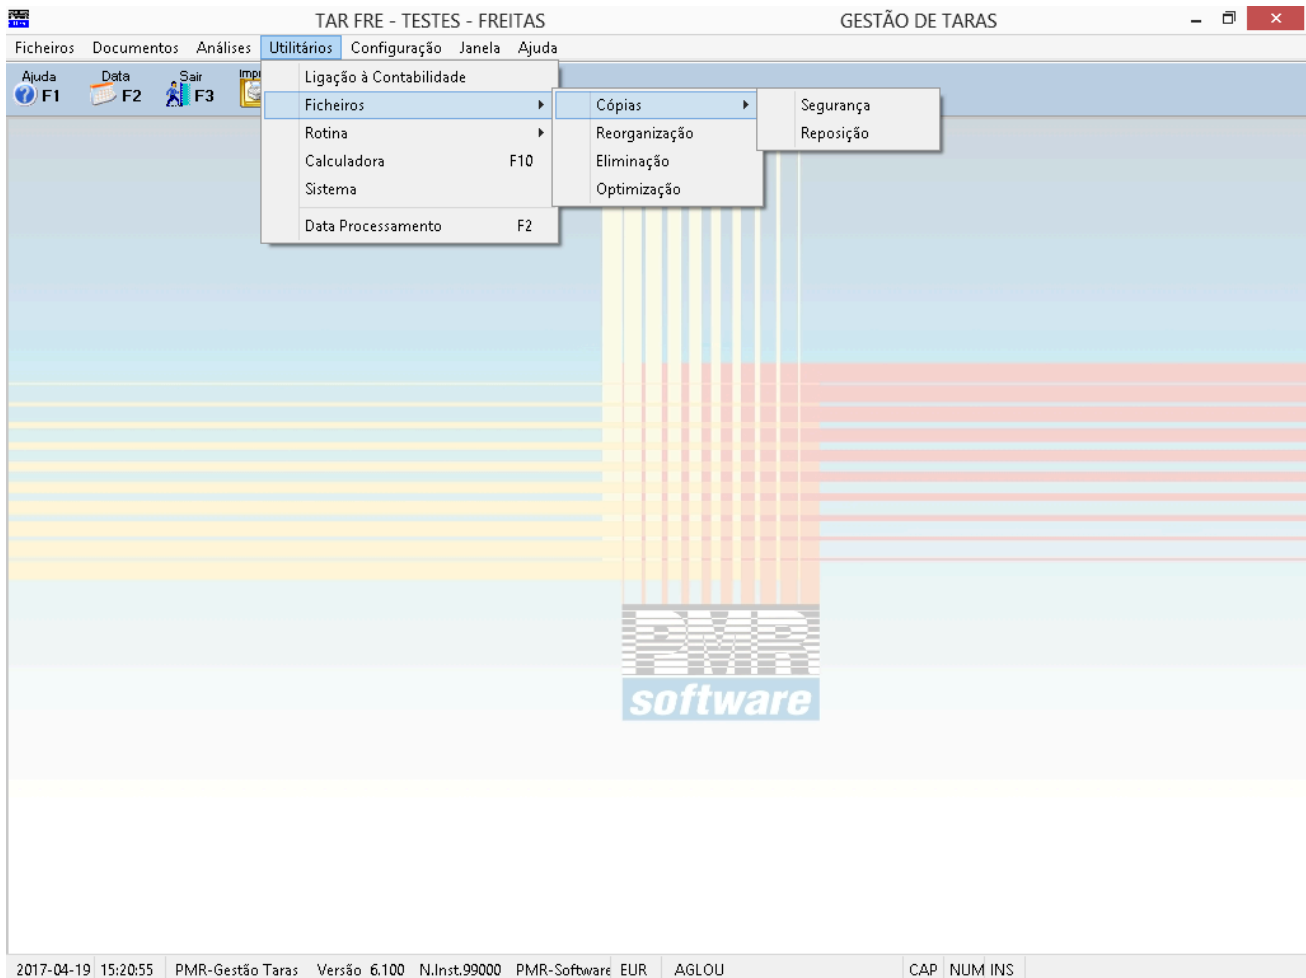 TAR FRE - TESTES - FREITAS GESTÃO DE TARAS
Ficheiros Documentos Análises Utilitários Configuração Janela Ajuda
Ajuda F1 Data F2 Sair F3
Ligação à Contabilidade
Ficheiros
Rotina
Calculadora F10
Sistema
Data Processamento F2
Cópias
Reorganização
Eliminação
Optimização
Segurança
Reposição
PMR
software
2017-04-19 15:20:55 PMR-Gestão Taras Versão 6.100 N.Inst.99000 PMR-Software EUR AGLOU CAP NUM INS